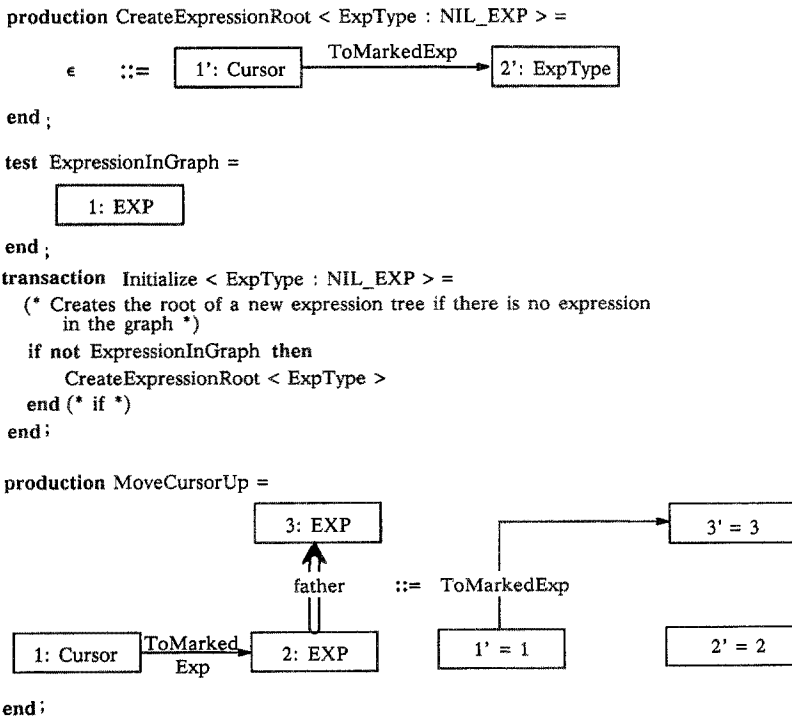 production CreateExpressionRoot < ExpType : NIL_EXP > =
ToMarkedExp
ϵ ::= 1': Cursor 2': ExpType
end ;
test ExpressionInGraph =
1: EXP
end ;
transaction Initialize < ExpType : NIL_EXP > =
(* Creates the root of a new expression tree if there is no expression
in the graph *)
if not ExpressionInGraph then
CreateExpressionRoot < ExpType >
end (* if *)
end ;
production MoveCursorUp =
3: EXP 3' = 3
father ::= ToMarkedExp
1: Cursor ToMarked 2: EXP 1' = 1 2' = 2
Exp
end ;